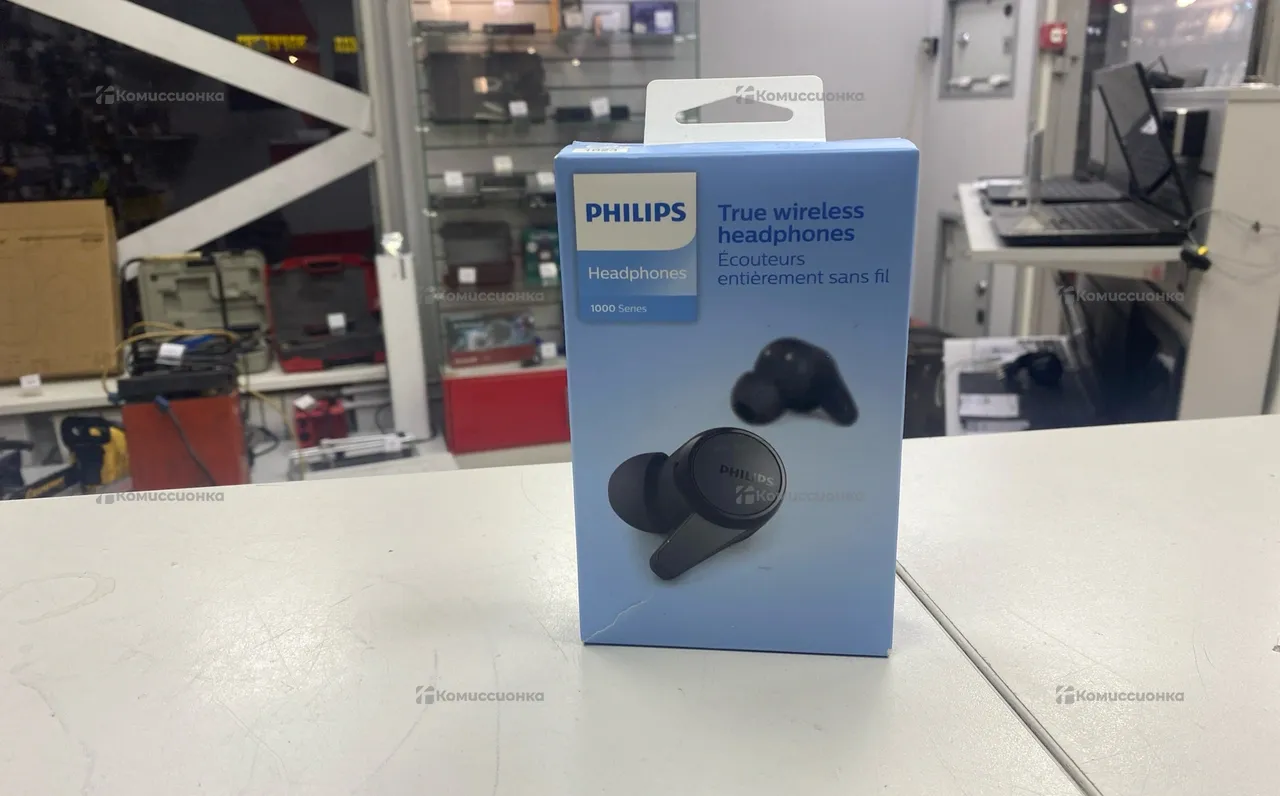 Комиссионка
Комиссионка
PHILIPS
Headphones
1000 Series
True wireless
headphones
Écouteurs
entièrement sans fil
Комиссионка
Комиссионка
PHILIPS
Комиссионка
Комиссионка
Комиссионка
Комиссионка